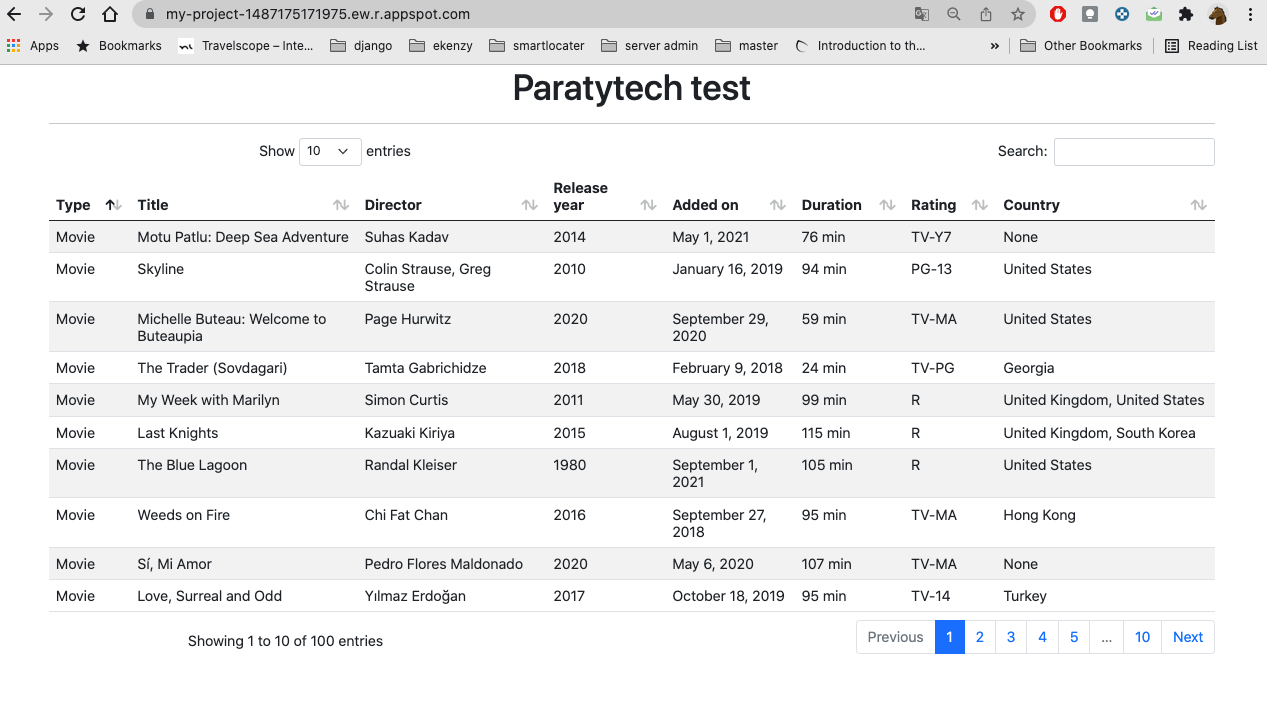 my-project-1487175171975.ew.r.appspot.com
Apps Bookmarks Travelscope – Inte... django ekenzy smartlocater server admin master Introduction to th... » Other Bookmarks Reading List
Paratytech test
Show 10 entries Search:
Type Title Director Release year Added on Duration Rating Country
Movie Motu Patlu: Deep Sea Adventure Suhas Kadav 2014 May 1, 2021 76 min TV-Y7 None
Movie Skyline Colin Strause, Greg Strause 2010 January 16, 2019 94 min PG-13 United States
Movie Michelle Buteau: Welcome to Buteaupia Page Hurwitz 2020 September 29, 2020 59 min TV-MA United States
Movie The Trader (Sovdagari) Tamta Gabrichidze 2018 February 9, 2018 24 min TV-PG Georgia
Movie My Week with Marilyn Simon Curtis 2011 May 30, 2019 99 min R United Kingdom, United States
Movie Last Knights Kazuaki Kiriya 2015 August 1, 2019 115 min R United Kingdom, South Korea
Movie The Blue Lagoon Randal Kleiser 1980 September 1, 2021 105 min R United States
Movie Weeds on Fire Chi Fat Chan 2016 September 27, 2018 95 min TV-MA Hong Kong
Movie Sí, Mi Amor Pedro Flores Maldonado 2020 May 6, 2020 107 min TV-MA None
Movie Love, Surreal and Odd Yılmaz Erdoğan 2017 October 18, 2019 95 min TV-14 Turkey
Showing 1 to 10 of 100 entries Previous 1 2 3 4 5 ... 10 Next